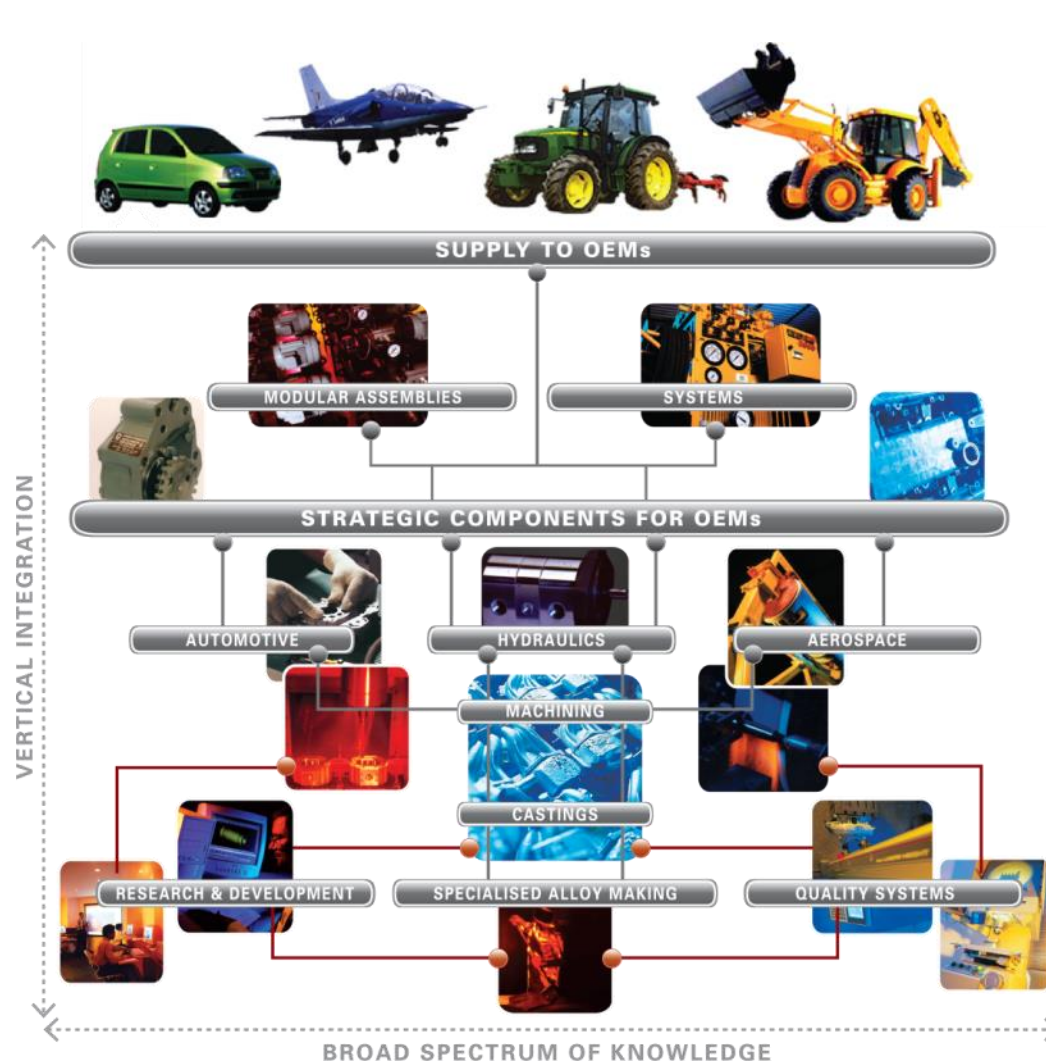 SUPPLY TO OEMs
MODULAR ASSEMBLIES
SYSTEMS
STRATEGIC COMPONENTS FOR OEMs
AUTOMOTIVE
HYDRAULICS
AEROSPACE
MACHINING
CASTINGS
RESEARCH & DEVELOPMENT
SPECIALISED ALLOY MAKING
QUALITY SYSTEMS
VERTICAL INTEGRATION
BROAD SPECTRUM OF KNOWLEDGE